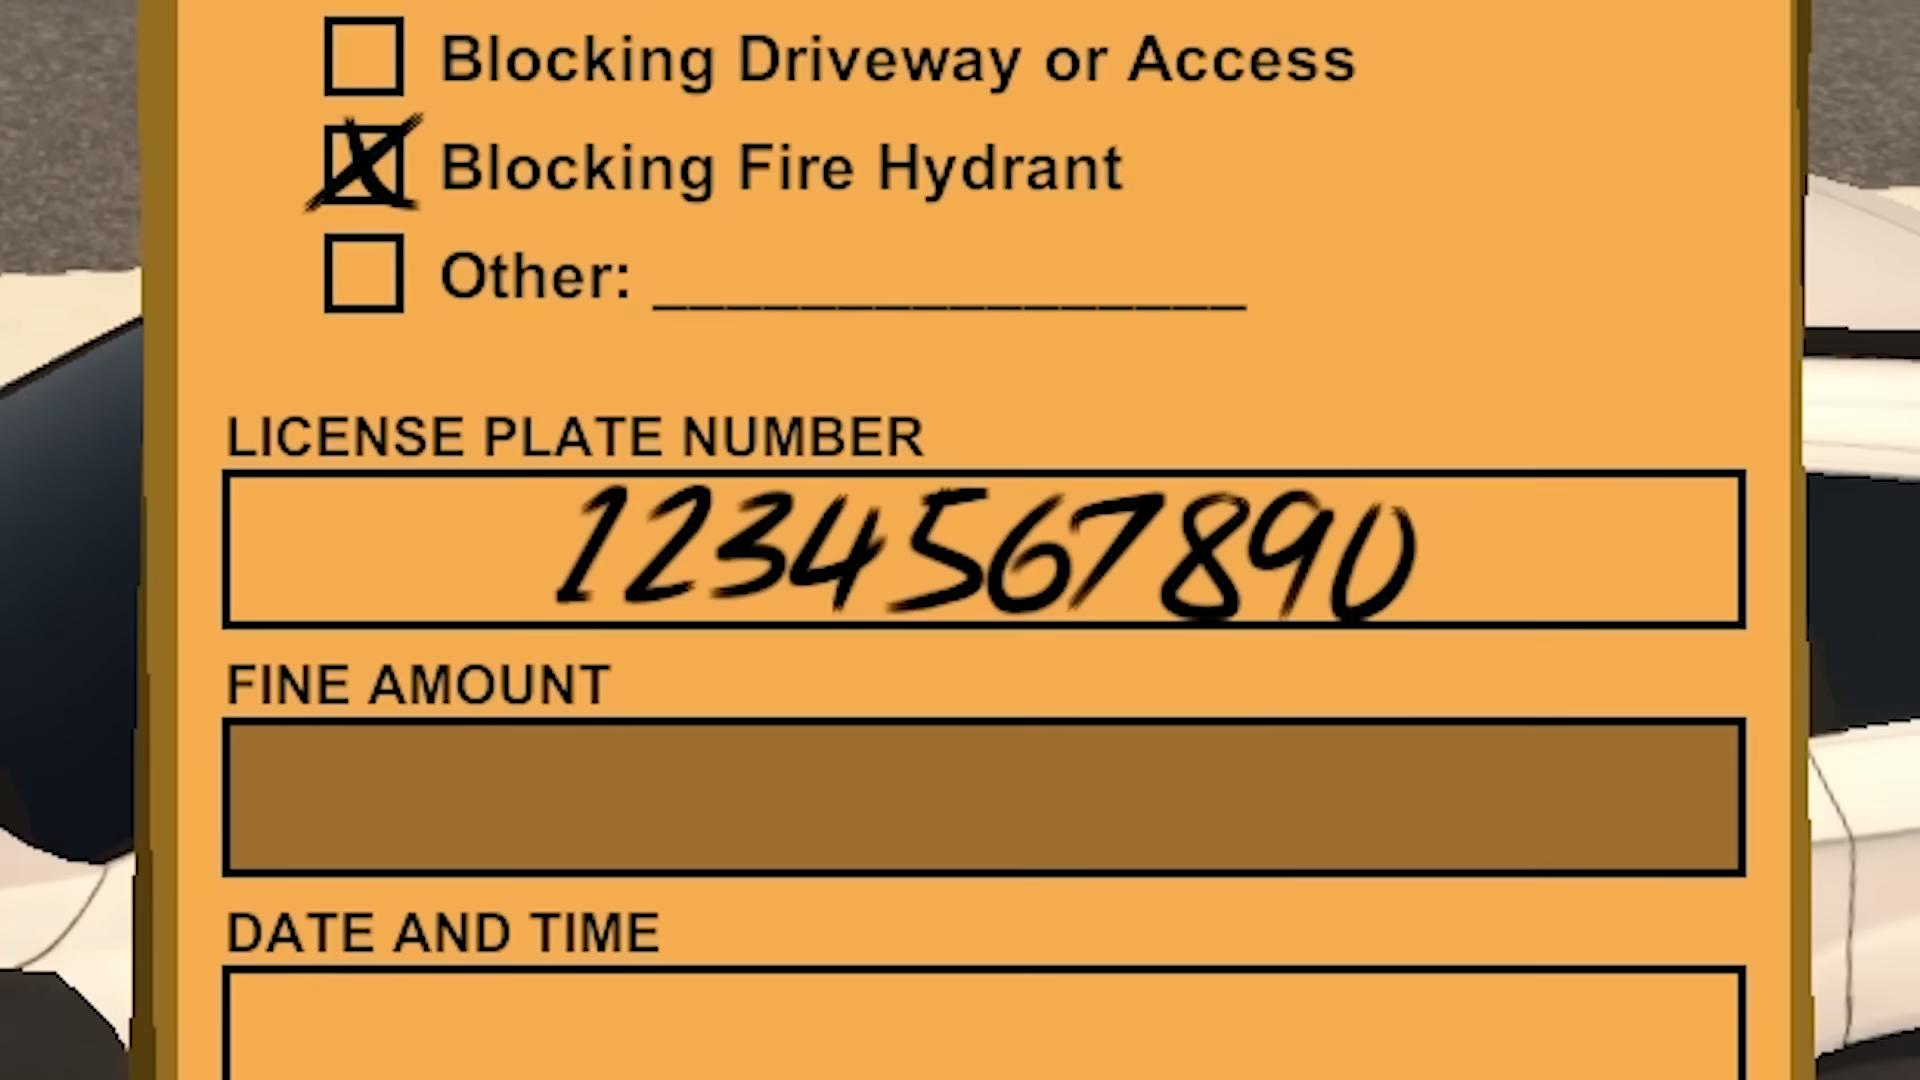 Blocking Driveway or Access
Blocking Fire Hydrant
Other: ________________
LICENSE PLATE NUMBER
1234567890
FINE AMOUNT
DATE AND TIME